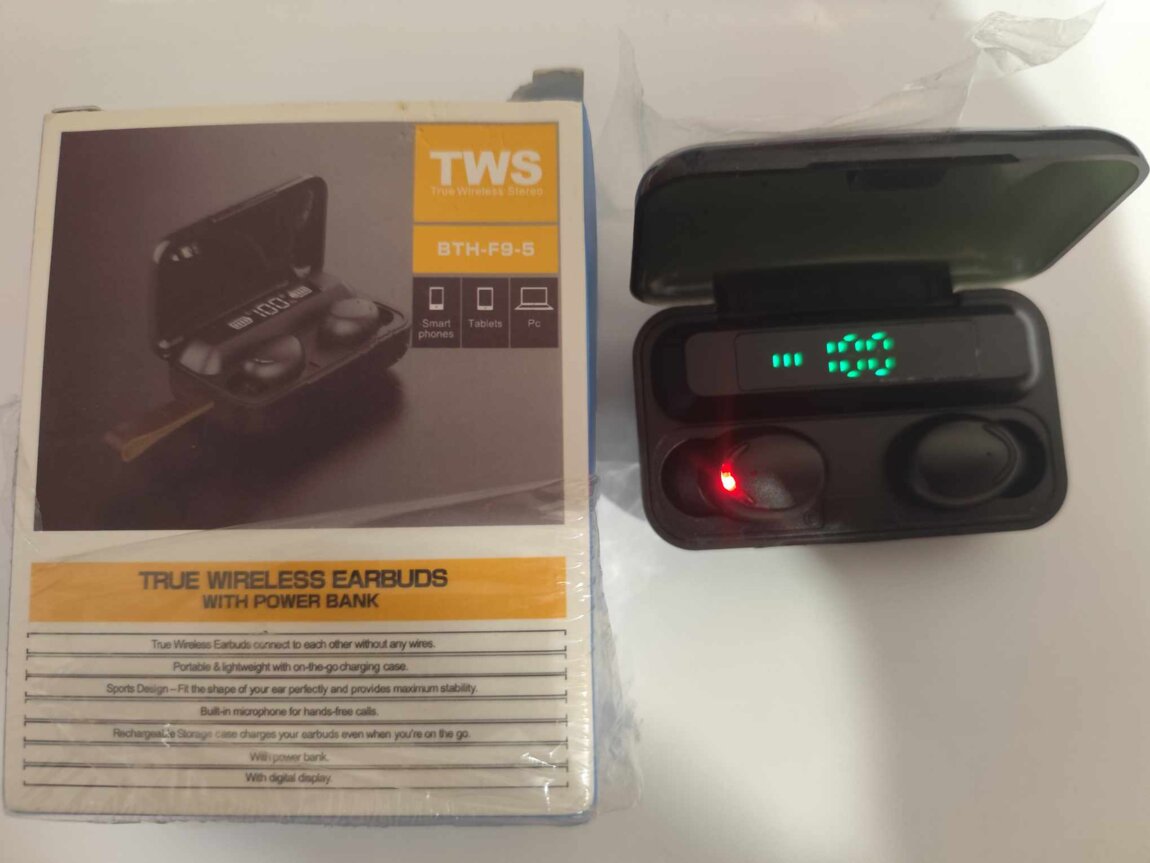 TWS
True Wireless Stereo
BTH-F9-5
Smart phones
Tablets
Pc
100
100
TRUE WIRELESS EARBUDS
WITH POWER BANK
True Wireless Earbuds connect to each other without any wires.
Portable & lightweight with on-the-go charging case.
Sports Design – Fit the shape of your ear perfectly and provides maximum stability.
Built-in microphone for hands-free calls.
Rechargeable Storage case charges your earbuds even when you're on the go.
With power bank.
With digital display.